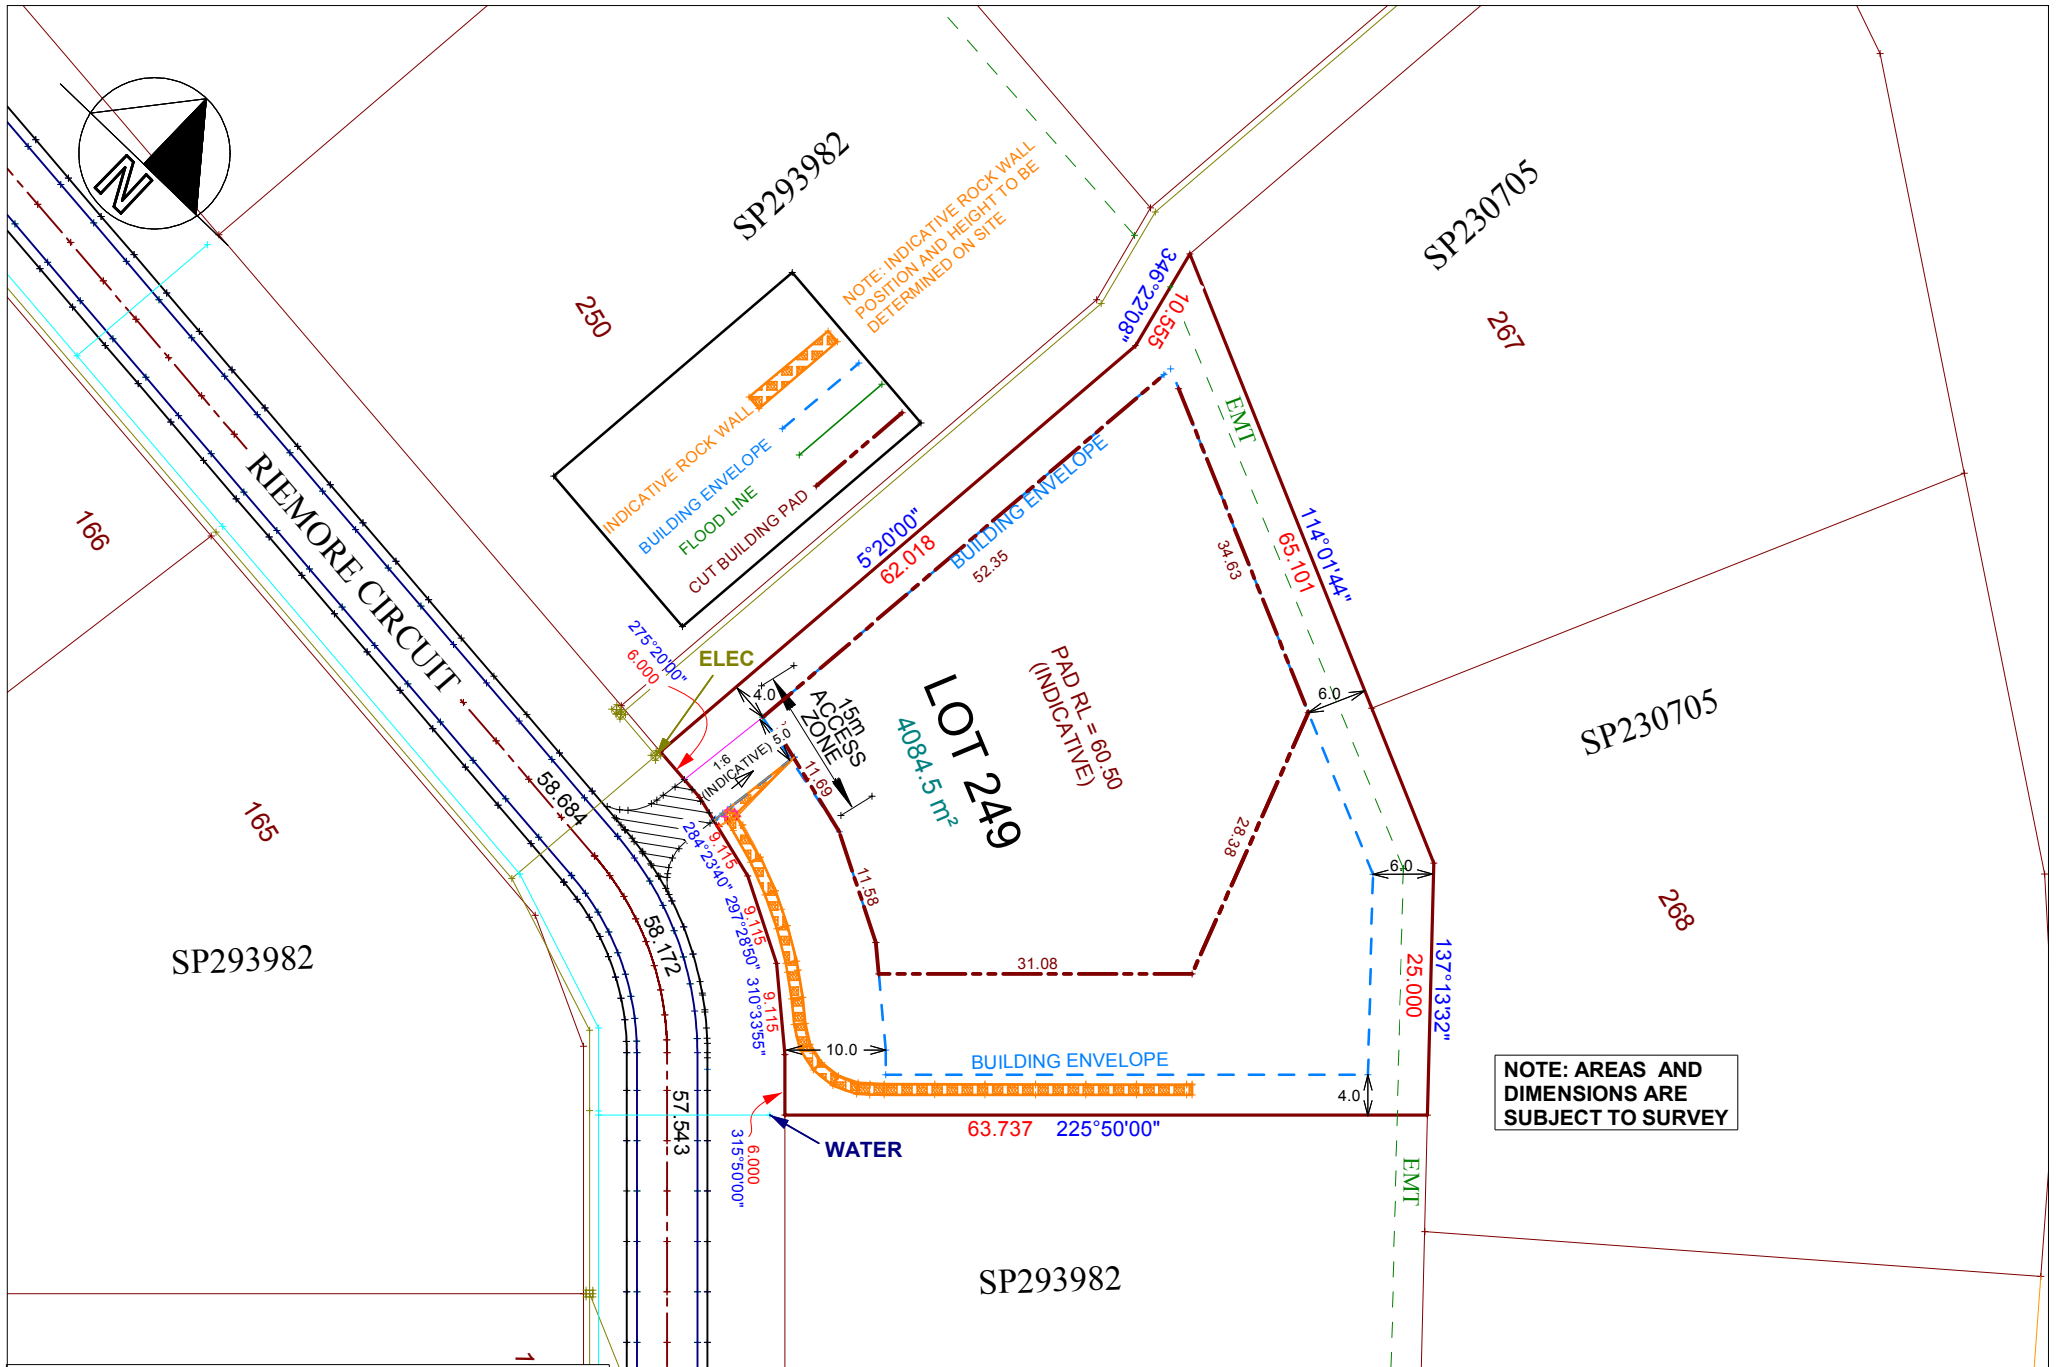 N
SP293982
NOTE: INDICATIVE ROCK WALL
POSITION AND HEIGHT TO BE
DETERMINED ON SITE
250
INDICATIVE ROCK WALL
BUILDING ENVELOPE
FLOOD LINE
CUT BUILDING PAD
SP230705
267
346°22'08"
10.555
EMT
RIEMORE CIRCUIT
166
5°20'00"
62.018
BUILDING ENVELOPE
52.35
34.63
65.101
114°01'44"
275°20'00"
6.000
ELEC
4.0
15m
ACCESS
ZONE
5.0
1:6
(INDICATIVE)
11.69
LOT 249
4084.5 m²
PAD RL = 60.50
(INDICATIVE)
6.0
SP230705
268
58.684
165
9.115
284°23'40"
11.58
28.38
6.0
SP293982
58.172
9.115
297°28'50"
31.08
9.115
310°33'55"
10.0
BUILDING ENVELOPE
25.000
137°13'32"
4.0
NOTE: AREAS AND
DIMENSIONS ARE
SUBJECT TO SURVEY
57.543
63.737 225°50'00"
6.000
315°50'00"
WATER
EMT
SP293982
1